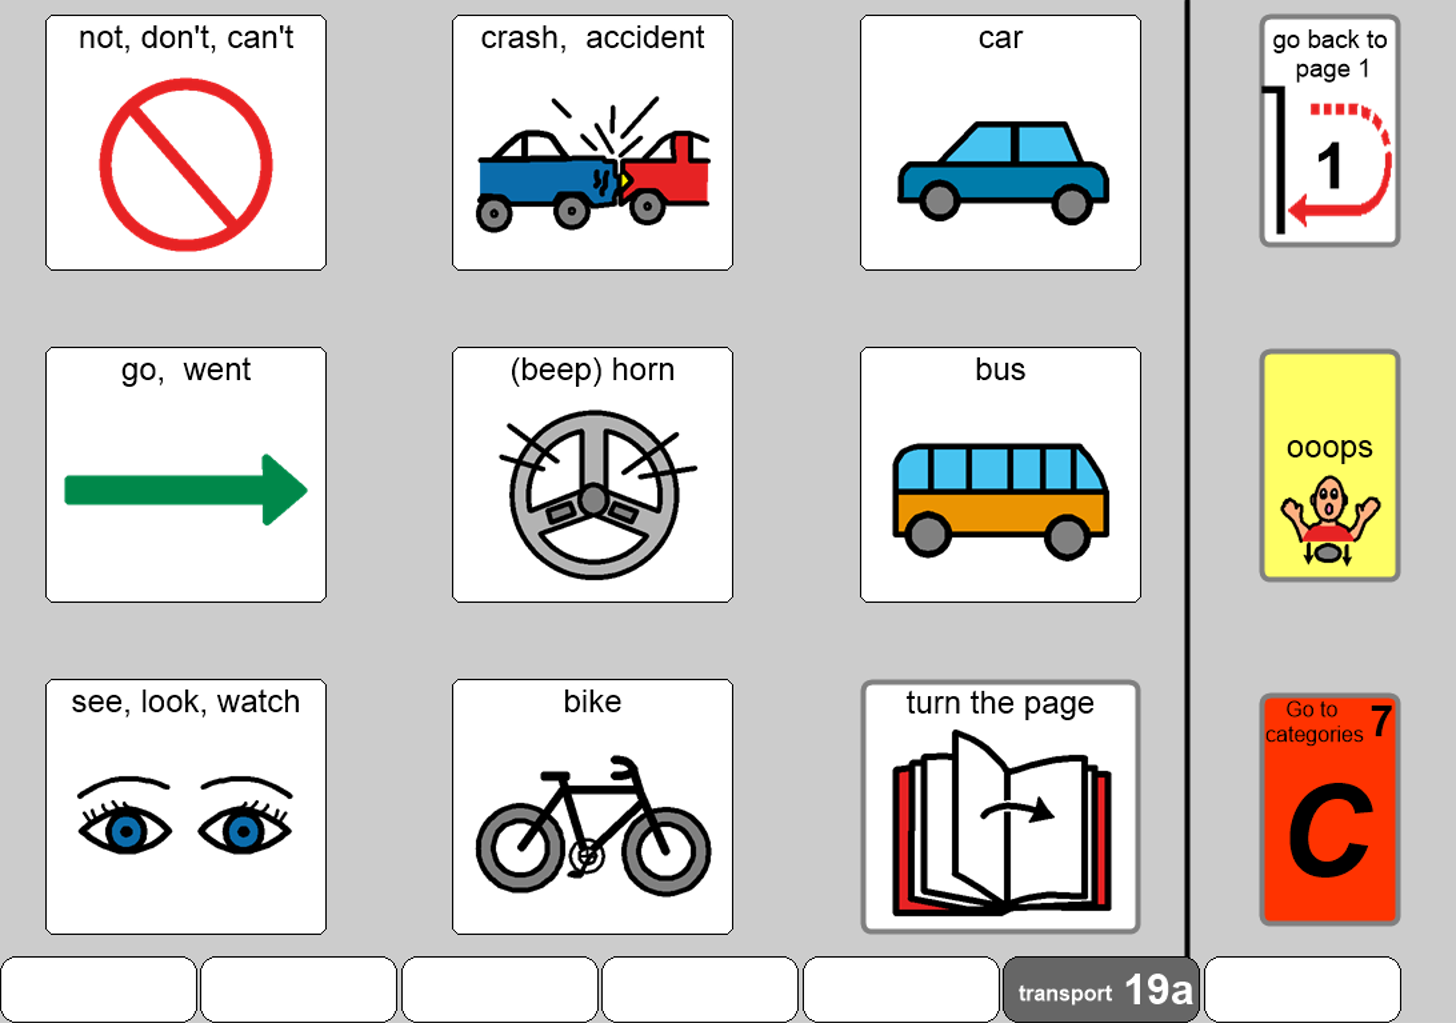 not, don't, can't
crash, accident
car
go back to
page 1
1
go, went
(beep) horn
bus
ooops
see, look, watch
bike
turn the page
Go to
categories 7
C
transport 19a